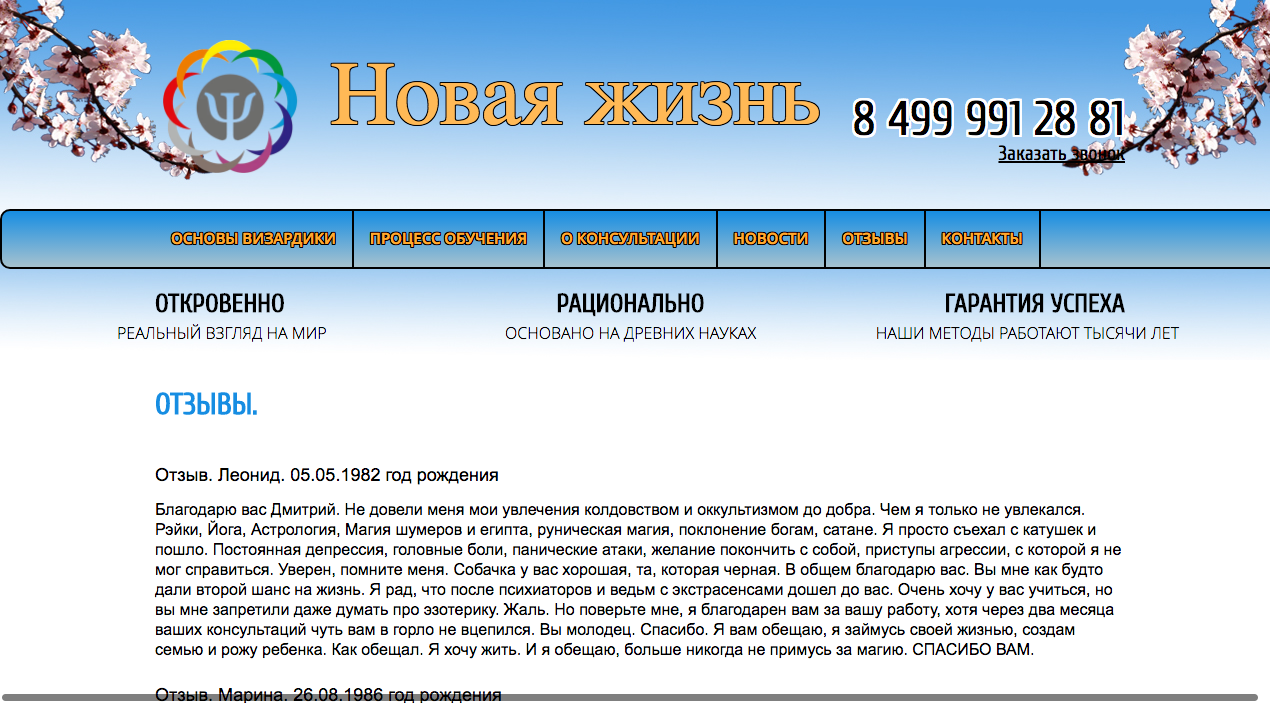 Новая жизнь
8 499 991 28 81
Заказать звонок
ОСНОВЫ ВИЗАРДИКИ ПРОЦЕСС ОБУЧЕНИЯ О КОНСУЛЬТАЦИИ НОВОСТИ ОТЗЫВЫ КОНТАКТЫ
ОТКРОВЕННО
РЕАЛЬНЫЙ ВЗГЛЯД НА МИР
РАЦИОНАЛЬНО
ОСНОВАНО НА ДРЕВНИХ НАУКАХ
ГАРАНТИЯ УСПЕХА
НАШИ МЕТОДЫ РАБОТАЮТ ТЫСЯЧИ ЛЕТ
ОТЗЫВЫ.
Отзыв. Леонид. 05.05.1982 год рождения
Благодарю вас Дмитрий. Не довели меня мои увлечения колдовством и оккультизмом до добра. Чем я только не увлекался.
Рэйки, Йога, Астрология, Магия шумеров и египта, руническая магия, поклонение богам, сатане. Я просто съехал с катушек и
пошло. Постоянная депрессия, головные боли, панические атаки, желание покончить с собой, приступы агрессии, с которой я не
мог справиться. Уверен, помните меня. Собачка у вас хорошая, та, которая черная. В общем благодарю вас. Вы мне как будто
дали второй шанс на жизнь. Я рад, что после психиаторов и ведьм с экстрасенсами дошел до вас. Очень хочу у вас учиться, но
вы мне запретили даже думать про эзотерику. Жаль. Но поверьте мне, я благодарен вам за вашу работу, хотя через два месяца
ваших консультаций чуть вам в горло не вцепился. Вы молодец. Спасибо. Я вам обещаю, я займусь своей жизнью, создам
семью и рожу ребенка. Как обещал. Я хочу жить. И я обещаю, больше никогда не примусь за магию. СПАСИБО ВАМ.
Отзыв. Марина. 26.08.1986 год рождения